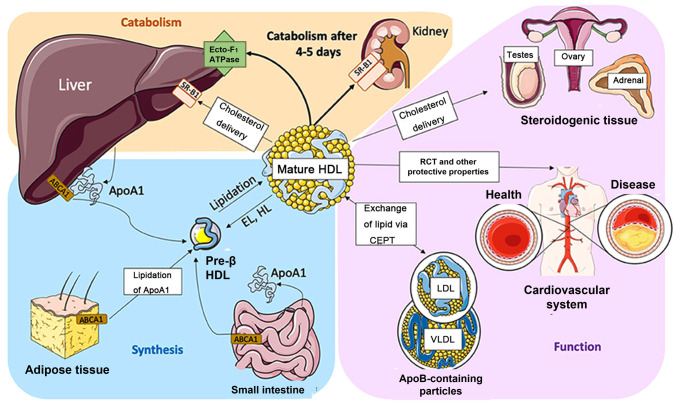 Catabolism
Ecto-F1
ATPase
Catabolism after
4-5 days
Kidney
SR-B1
Liver
SR-B1
Cholesterol
delivery
Testes
Ovary
Adrenal
Steroidogenic tissue
Cholesterol
delivery
Mature HDL
RCT and other
protective properties
ABCA1
ApoA1
Lipidation
EL, HL
Pre-β
HDL
Exchange
of lipid via
CEPT
Health
Disease
Cardiovascular
system
Lipidation
of ApoA1
ApoA1
ABCA1
ABCA1
LDL
VLDL
Adipose tissue
Synthesis
Small intestine
ApoB-containing
particles
Function